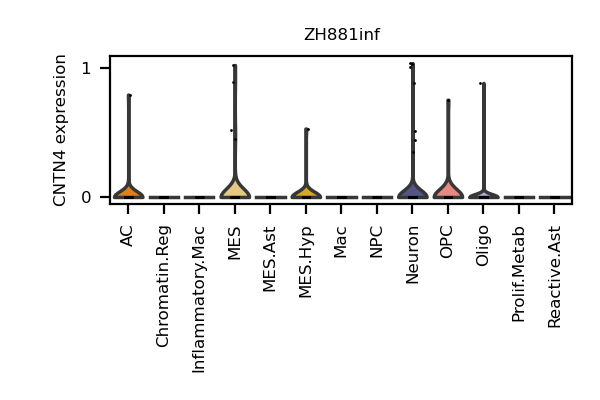 ZH881inf
CNTN4 expression
1
0
AC
Chromatin.Reg
Inflammatory.Mac
MES
MES.Ast
MES.Hyp
Mac
NPC
Neuron
OPC
Oligo
Prolif.Metab
Reactive.Ast